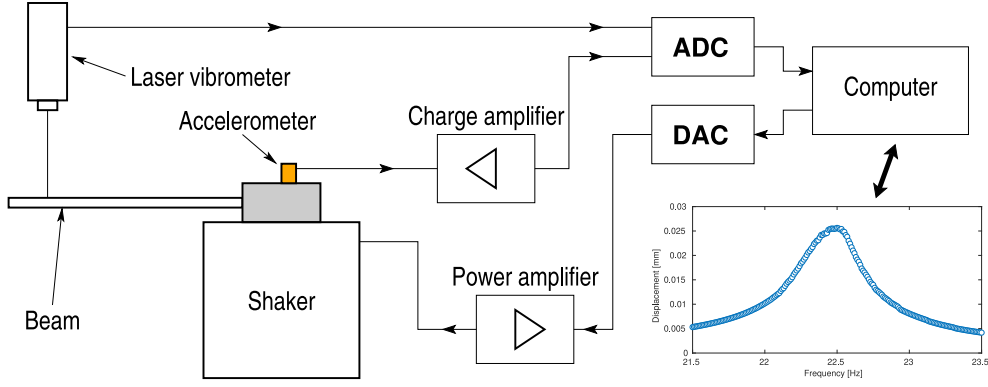 Laser vibrometer
Accelerometer
Charge amplifier
ADC
DAC
Computer
Beam
Shaker
Power amplifier
0.03
0.025
0.02
0.015
0.01
0.005
0
Displacement [mm]
21.5 22 22.5 23 23.5
Frequency [Hz]